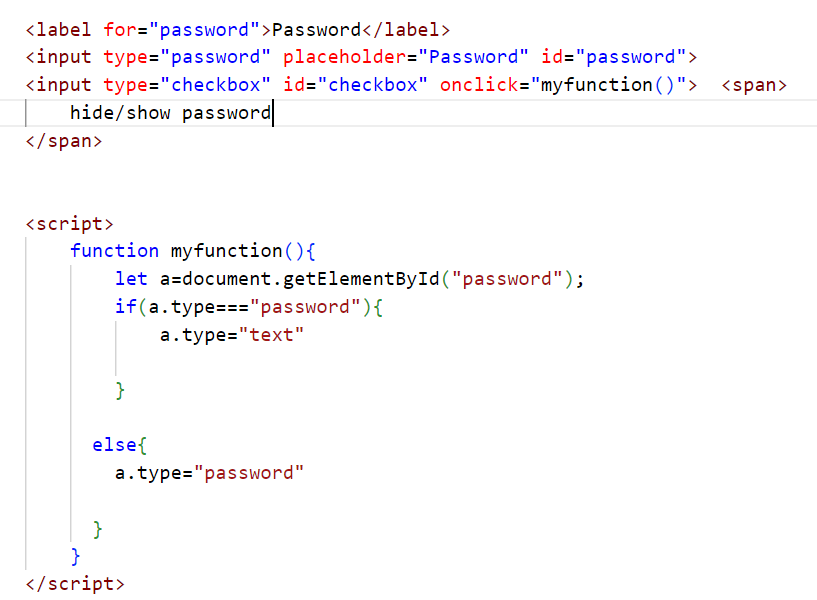 <label for="password">Password</label>
<input type="password" placeholder="Password" id="password">
<input type="checkbox" id="checkbox" onclick="myfunction()">  <span>
    hide/show password
</span>
<script>
    function myfunction(){
        let a=document.getElementById("password");
        if(a.type==="password"){
            a.type="text"
        }
      else{
        a.type="password"
      }
    }
</script>